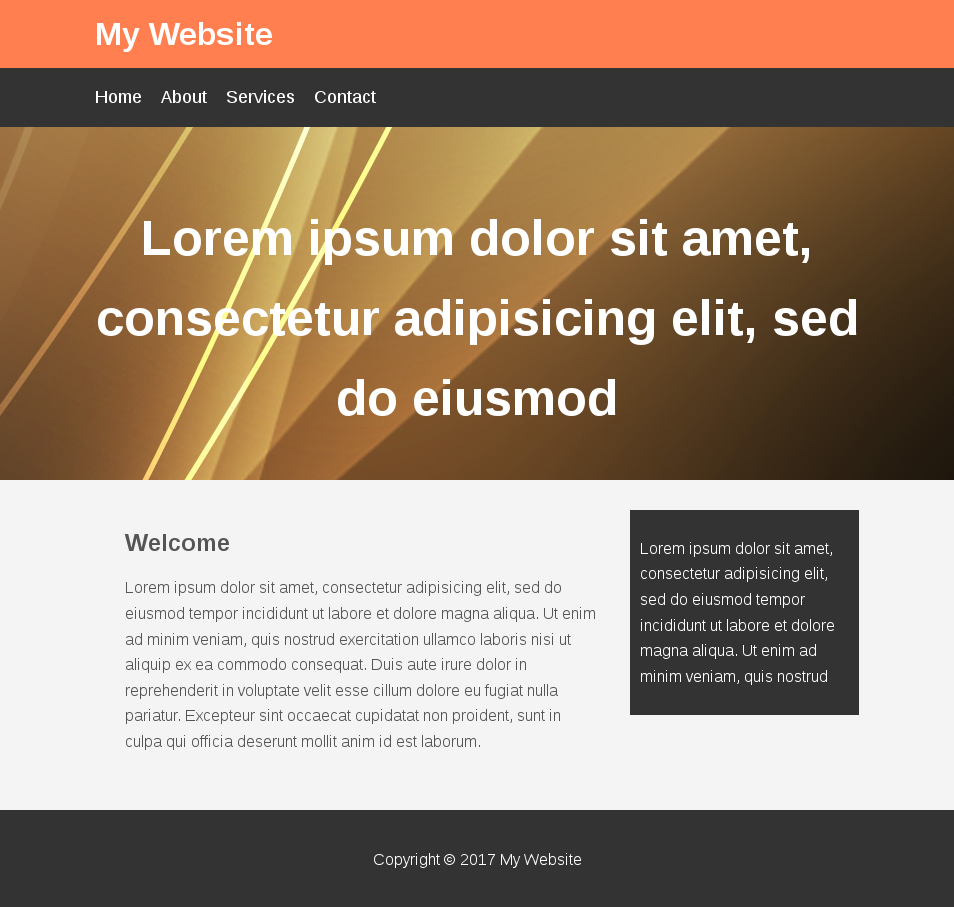 My Website
Home About Services Contact
Lorem ipsum dolor sit amet,
consectetur adipisicing elit, sed
do eiusmod
Welcome
Lorem ipsum dolor sit amet, consectetur adipisicing elit, sed do
eiusmod tempor incididunt ut labore et dolore magna aliqua. Ut enim
ad minim veniam, quis nostrud exercitation ullamco laboris nisi ut
aliquip ex ea commodo consequat. Duis aute irure dolor in
reprehenderit in voluptate velit esse cillum dolore eu fugiat nulla
pariatur. Excepteur sint occaecat cupidatat non proident, sunt in
culpa qui officia deserunt mollit anim id est laborum.
Lorem ipsum dolor sit amet,
consectetur adipisicing elit,
sed do eiusmod tempor
incididunt ut labore et dolore
magna aliqua. Ut enim ad
minim veniam, quis nostrud
Copyright © 2017 My Website